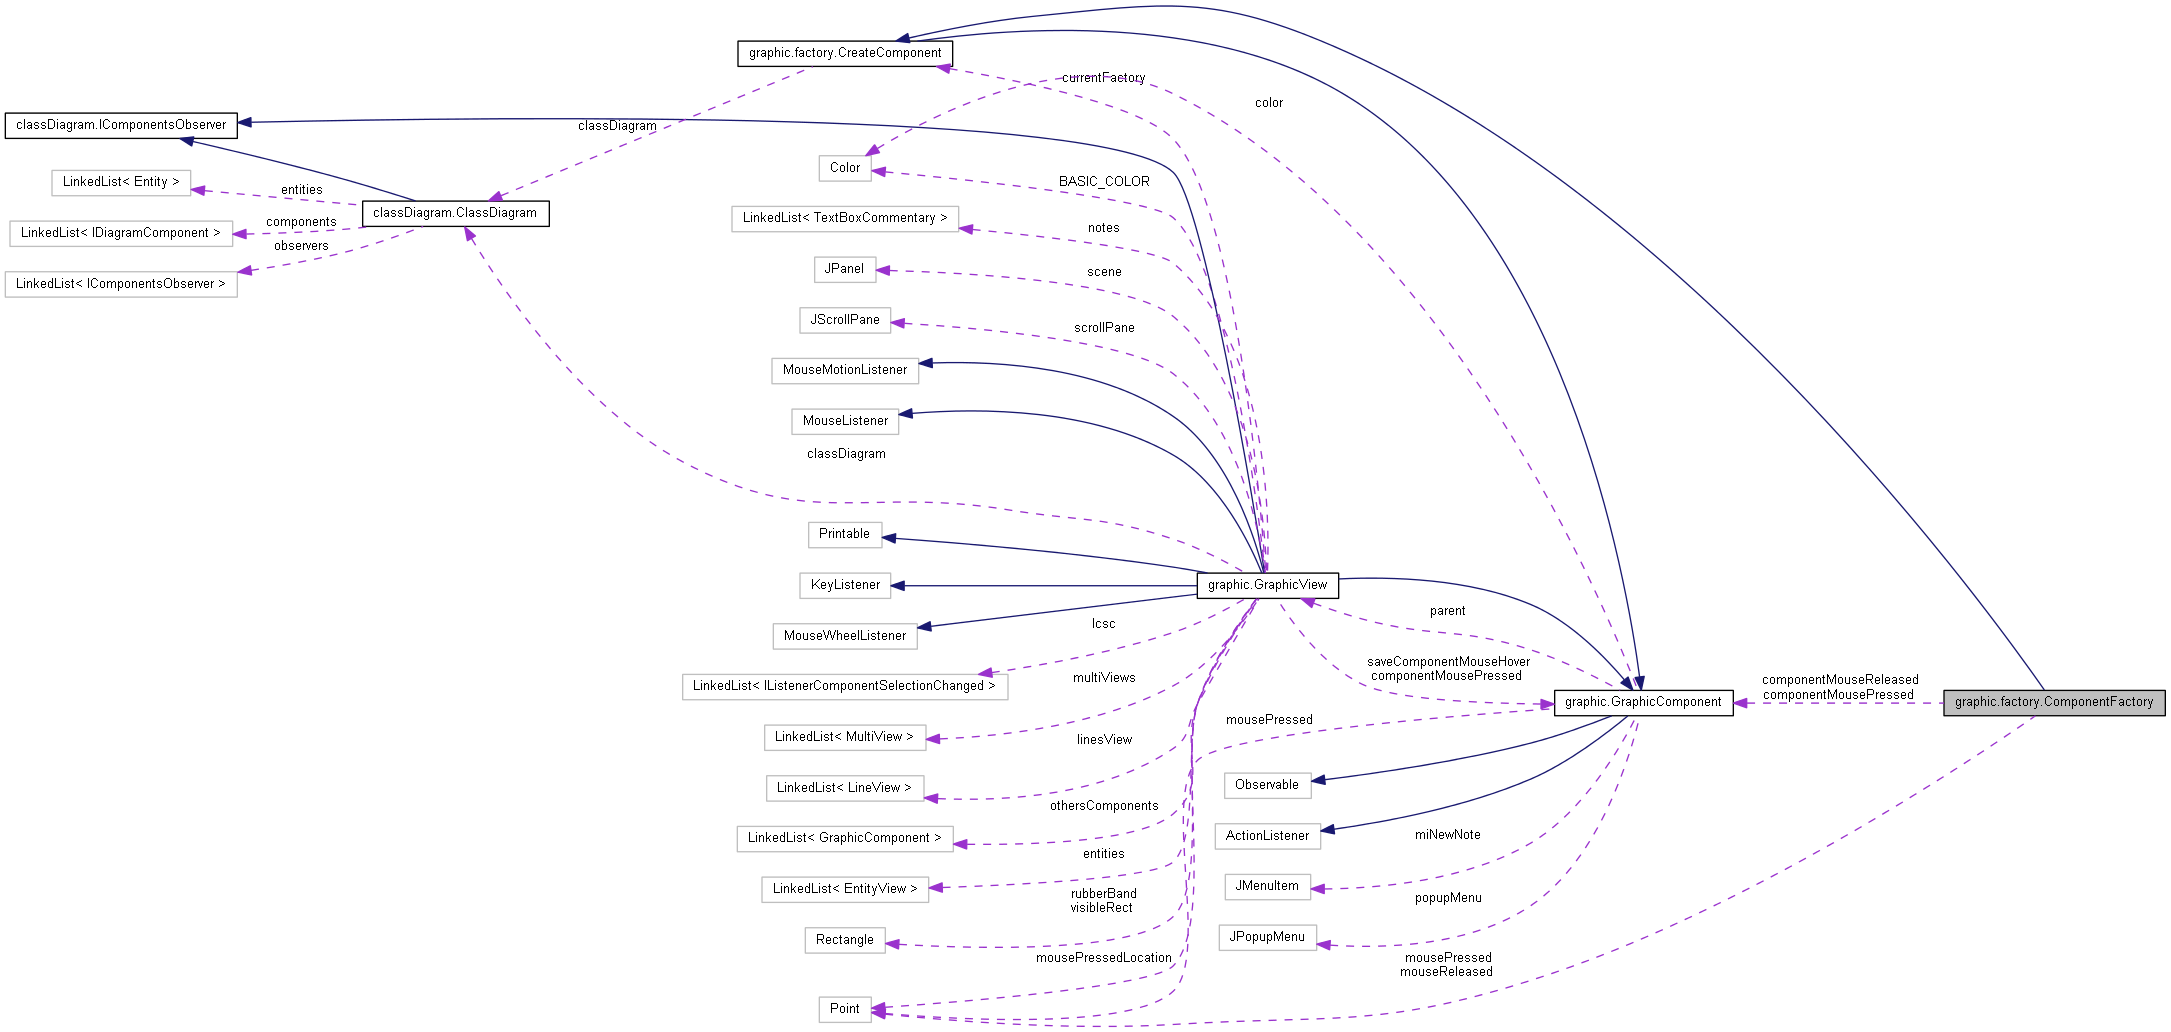 graphic.factory.CreateComponent
currentFactory
color
classDiagram.IComponentsObserver
classDiagram
Color
LinkedList< Entity >
entities
BASIC_COLOR
classDiagram.ClassDiagram
LinkedList< TextBoxCommentary >
notes
LinkedList< IDiagramComponent >
components
observers
LinkedList< IComponentsObserver >
JPanel
scene
JScrollPane
scrollPane
MouseMotionListener
MouseListener
classDiagram
Printable
KeyListener
graphic.GraphicView
parent
MouseWheelListener
lcsc
saveComponentMouseHover
componentMousePressed
LinkedList< IListenerComponentSelectionChanged >
multiViews
componentMouseReleased
componentMousePressed
graphic.GraphicComponent
graphic.factory.ComponentFactory
mousePressed
LinkedList< MultiView >
linesView
Observable
LinkedList< LineView >
othersComponents
ActionListener
miNewNote
LinkedList< GraphicComponent >
entities
LinkedList< EntityView >
JMenuItem
rubberBand
visibleRect
popupMenu
Rectangle
JPopupMenu
mousePressedLocation
mousePressed
mouseReleased
Point